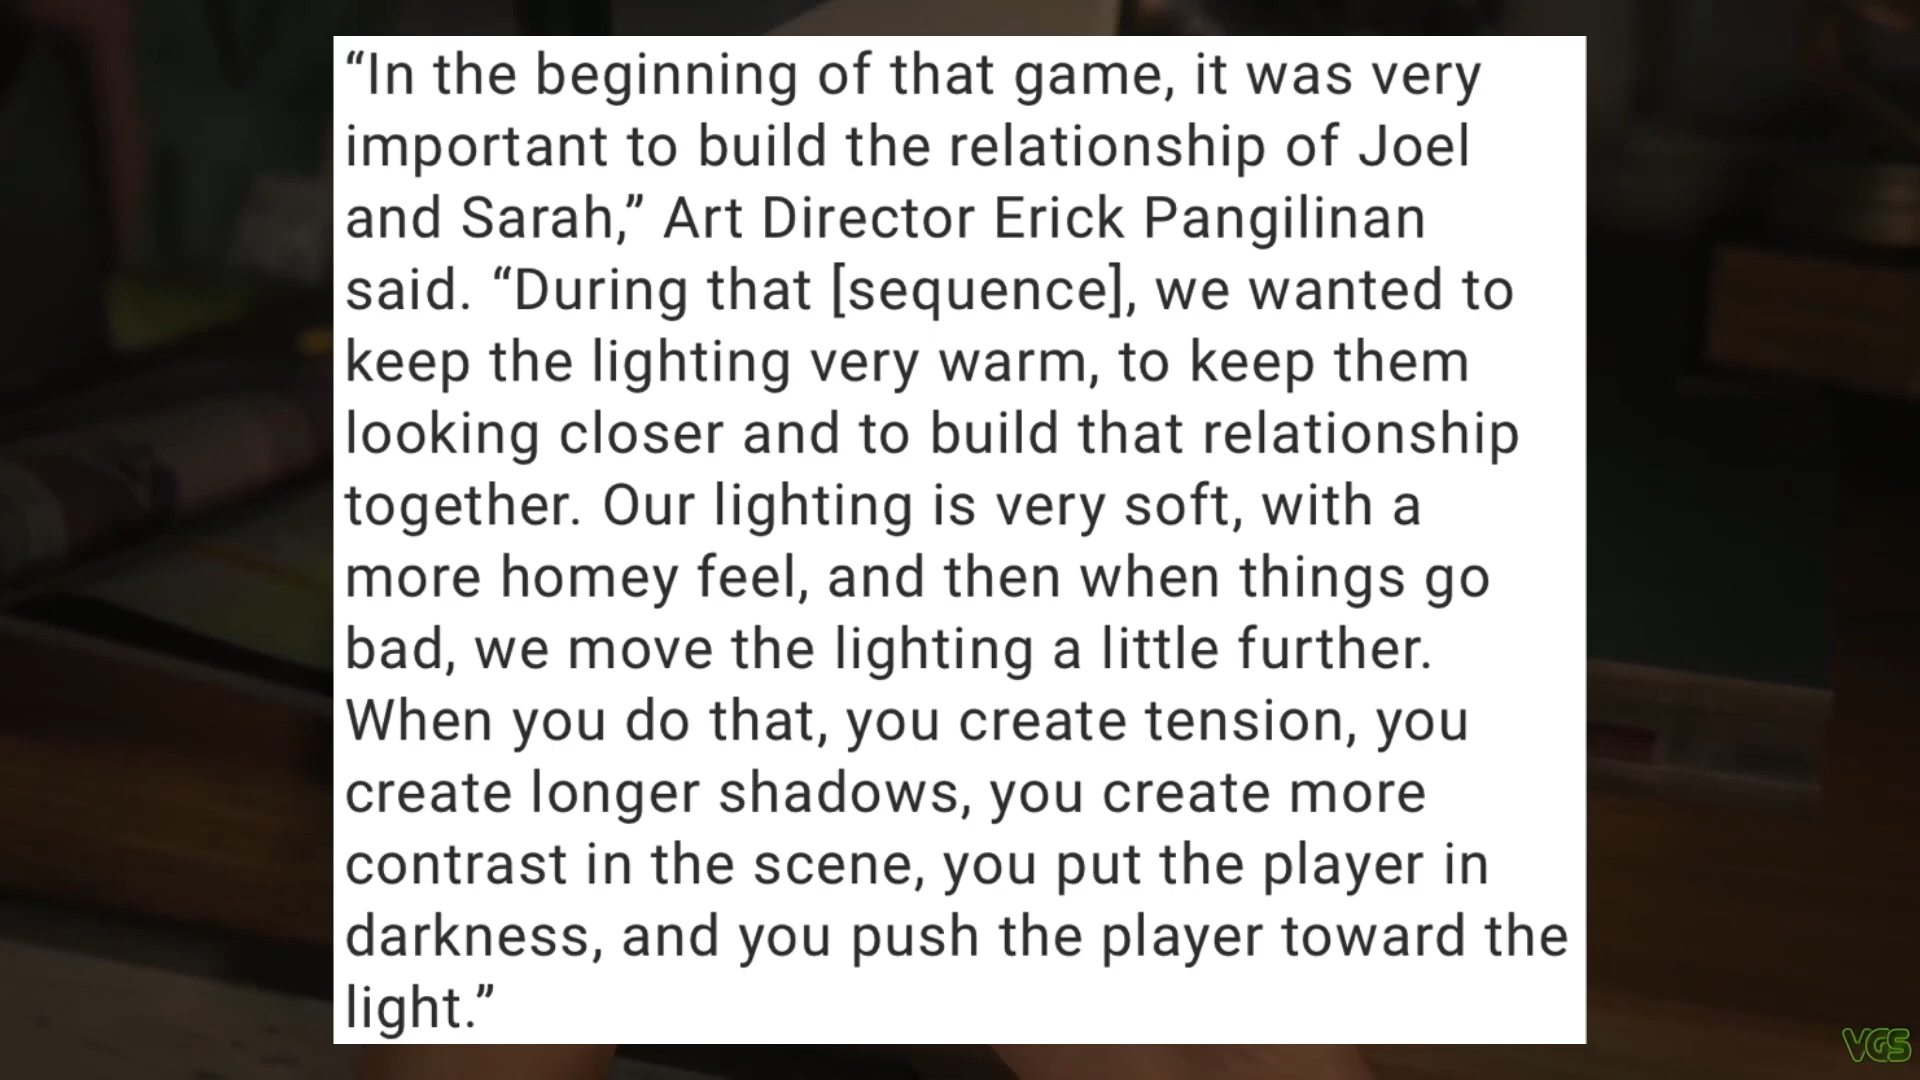 “In the beginning of that game, it was very
important to build the relationship of Joel
and Sarah,” Art Director Erick Pangilinan
said. “During that [sequence], we wanted to
keep the lighting very warm, to keep them
looking closer and to build that relationship
together. Our lighting is very soft, with a
more homey feel, and then when things go
bad, we move the lighting a little further.
When you do that, you create tension, you
create longer shadows, you create more
contrast in the scene, you put the player in
darkness, and you push the player toward the
light.”
VGS